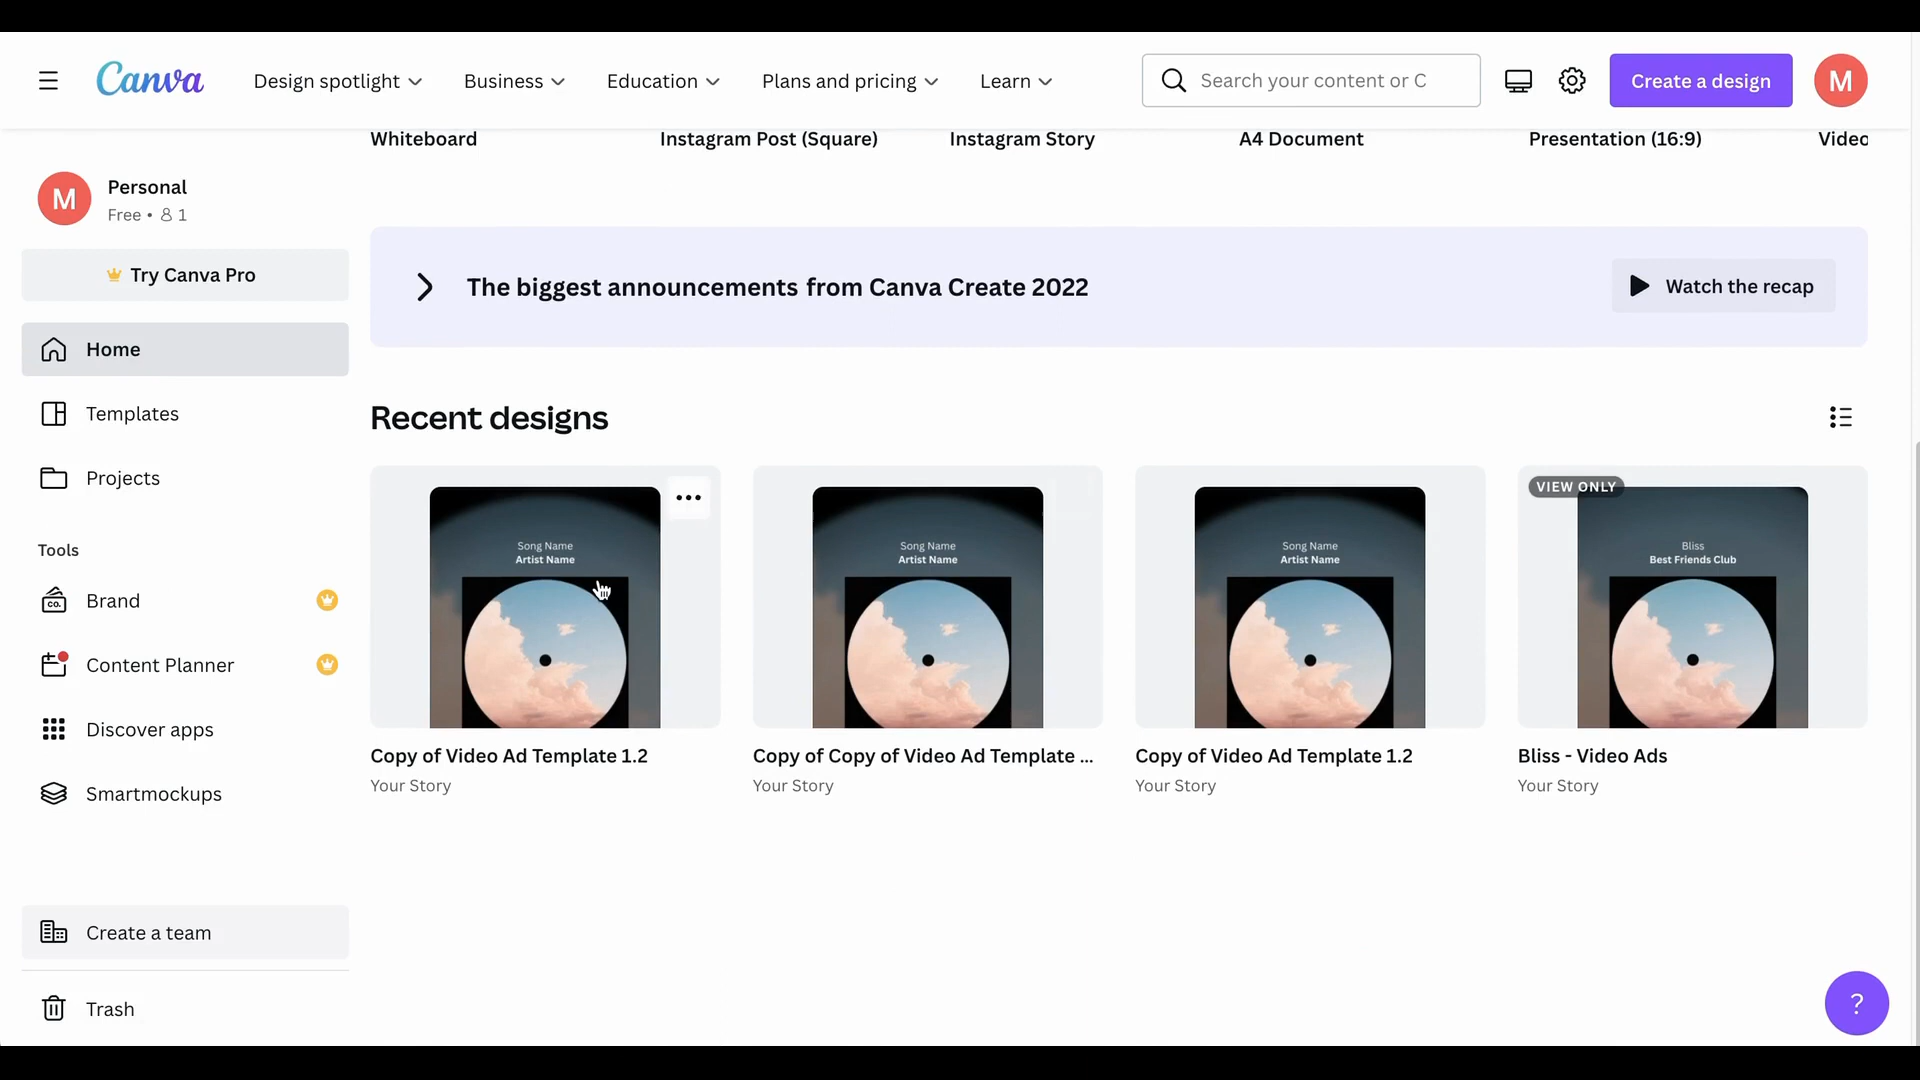 Canva
Design spotlight
Business
Education
Plans and pricing
Learn
Search your content or C
Create a design
M
Whiteboard
Instagram Post (Square)
Instagram Story
A4 Document
Presentation (16:9)
Video
M
Personal
Free • 1
Try Canva Pro
Home
Templates
Projects
Tools
CO.
Brand
Content Planner
Discover apps
Smartmockups
Create a team
Trash
The biggest announcements from Canva Create 2022
Watch the recap
Recent designs
Song Name
Artist Name
Copy of Video Ad Template 1.2
Your Story
Song Name
Artist Name
Copy of Copy of Video Ad Template ...
Your Story
Song Name
Artist Name
Copy of Video Ad Template 1.2
Your Story
VIEW ONLY
Bliss
Best Friends Club
Bliss - Video Ads
Your Story
?